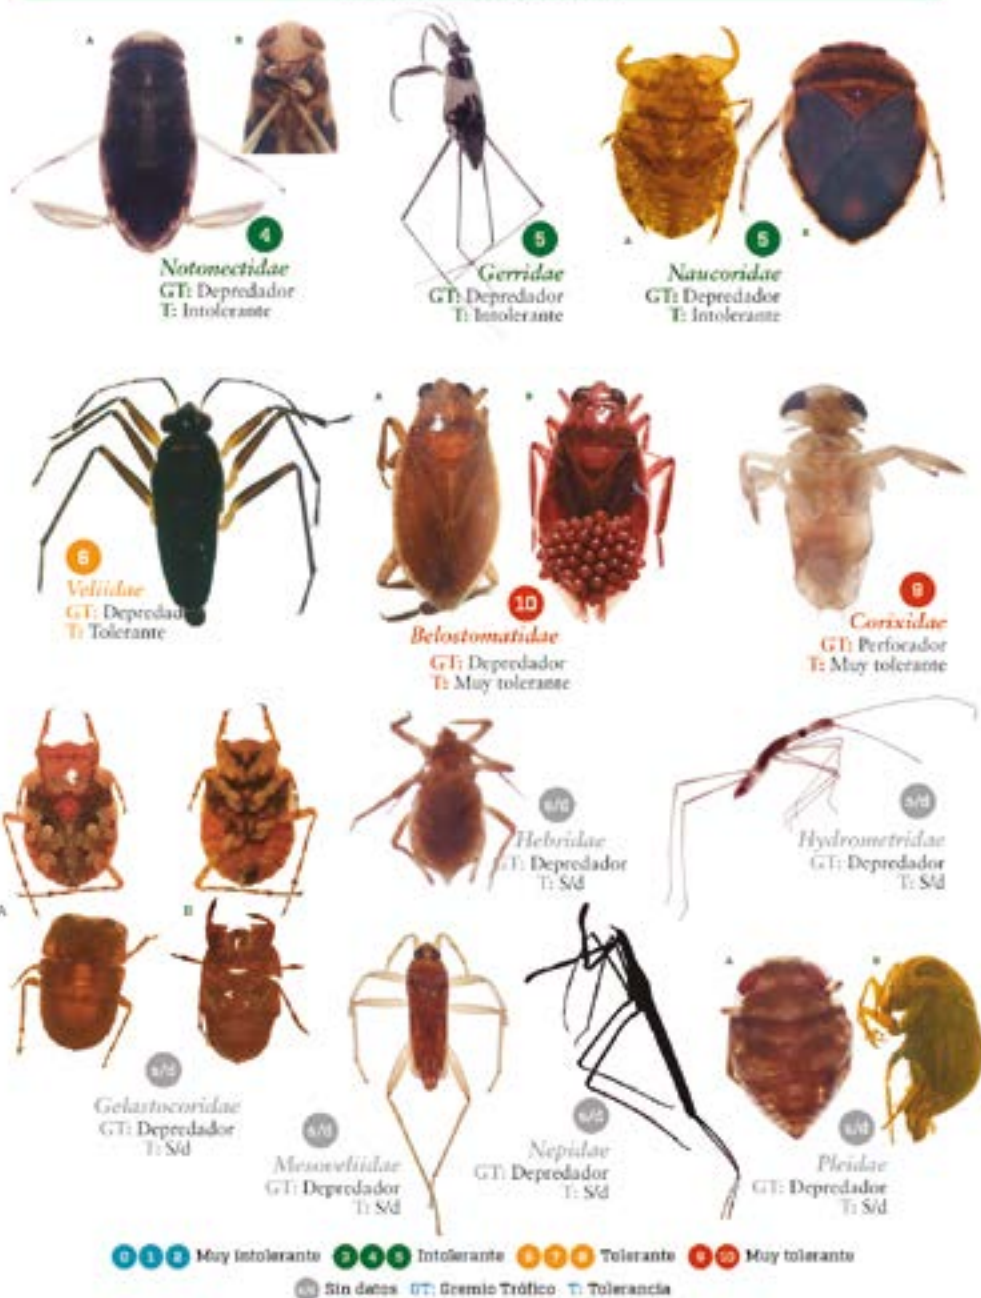 A
B
4
Notonectidae
GT: Depredador
T: Intolerante
5
Gerridae
GT: Depredador
T: Intolerante
A
B
5
Naucoridae
GT: Depredador
T: Intolerante
6
Veliidae
GT: Depredad
T: Tolerante
A
B
10
Belostomatidae
GT: Depredador
T: Muy tolerante
9
Corixidae
GT: Perforador
T: Muy tolerante
s/d
Hebridae
GT: Depredador
T: S/d
s/d
Hydrometridae
GT: Depredador
T: S/d
A
B
s/d
Gelastocoridae
GT: Depredador
T: S/d
s/d
Mesoveliidae
GT: Depredador
T: S/d
s/d
Nepidae
GT: Depredador
T: S/d
A
B
s/d
Pleidae
GT: Depredador
T: S/d
0 1 2 Muy intolerante 3 4 5 Intolerante 6 7 8 Tolerante 9 10 Muy tolerante
s/d Sin datos GT: Gremio Trófico T: Tolerancia